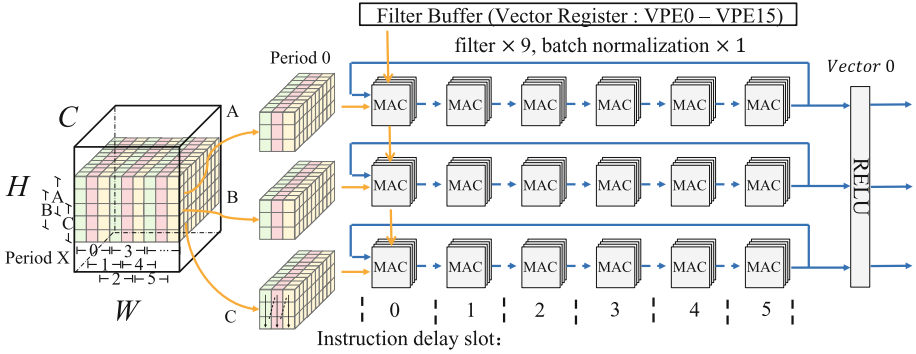 Filter Buffer (Vector Register : VPE0 – VPE15)
filter × 9, batch normalization × 1
Period 0
Vector 0
C
A
MAC MAC MAC MAC MAC MAC
H
A
B
C
B
MAC MAC MAC MAC MAC MAC
RELU
Period X
0 3 ......
1 4
2 5
W
C
MAC MAC MAC MAC MAC MAC
0 1 2 3 4 5
Instruction delay slot: